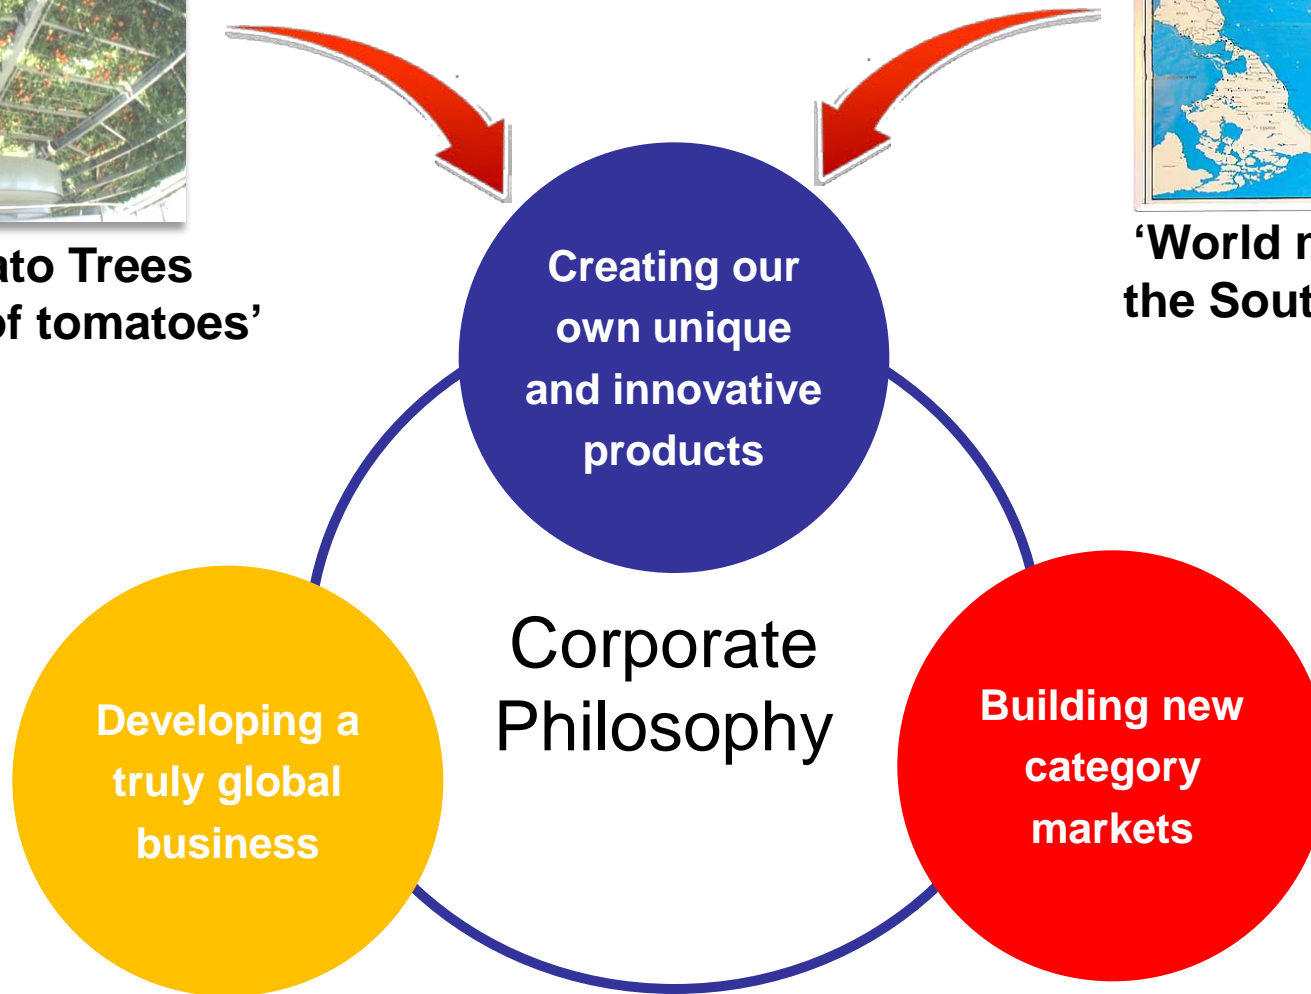 ato Trees
of tomatoes’
‘World
the Sout
Creating our
own unique
and innovative
products
Corporate
Philosophy
Developing a
truly global
business
Building new
category
markets